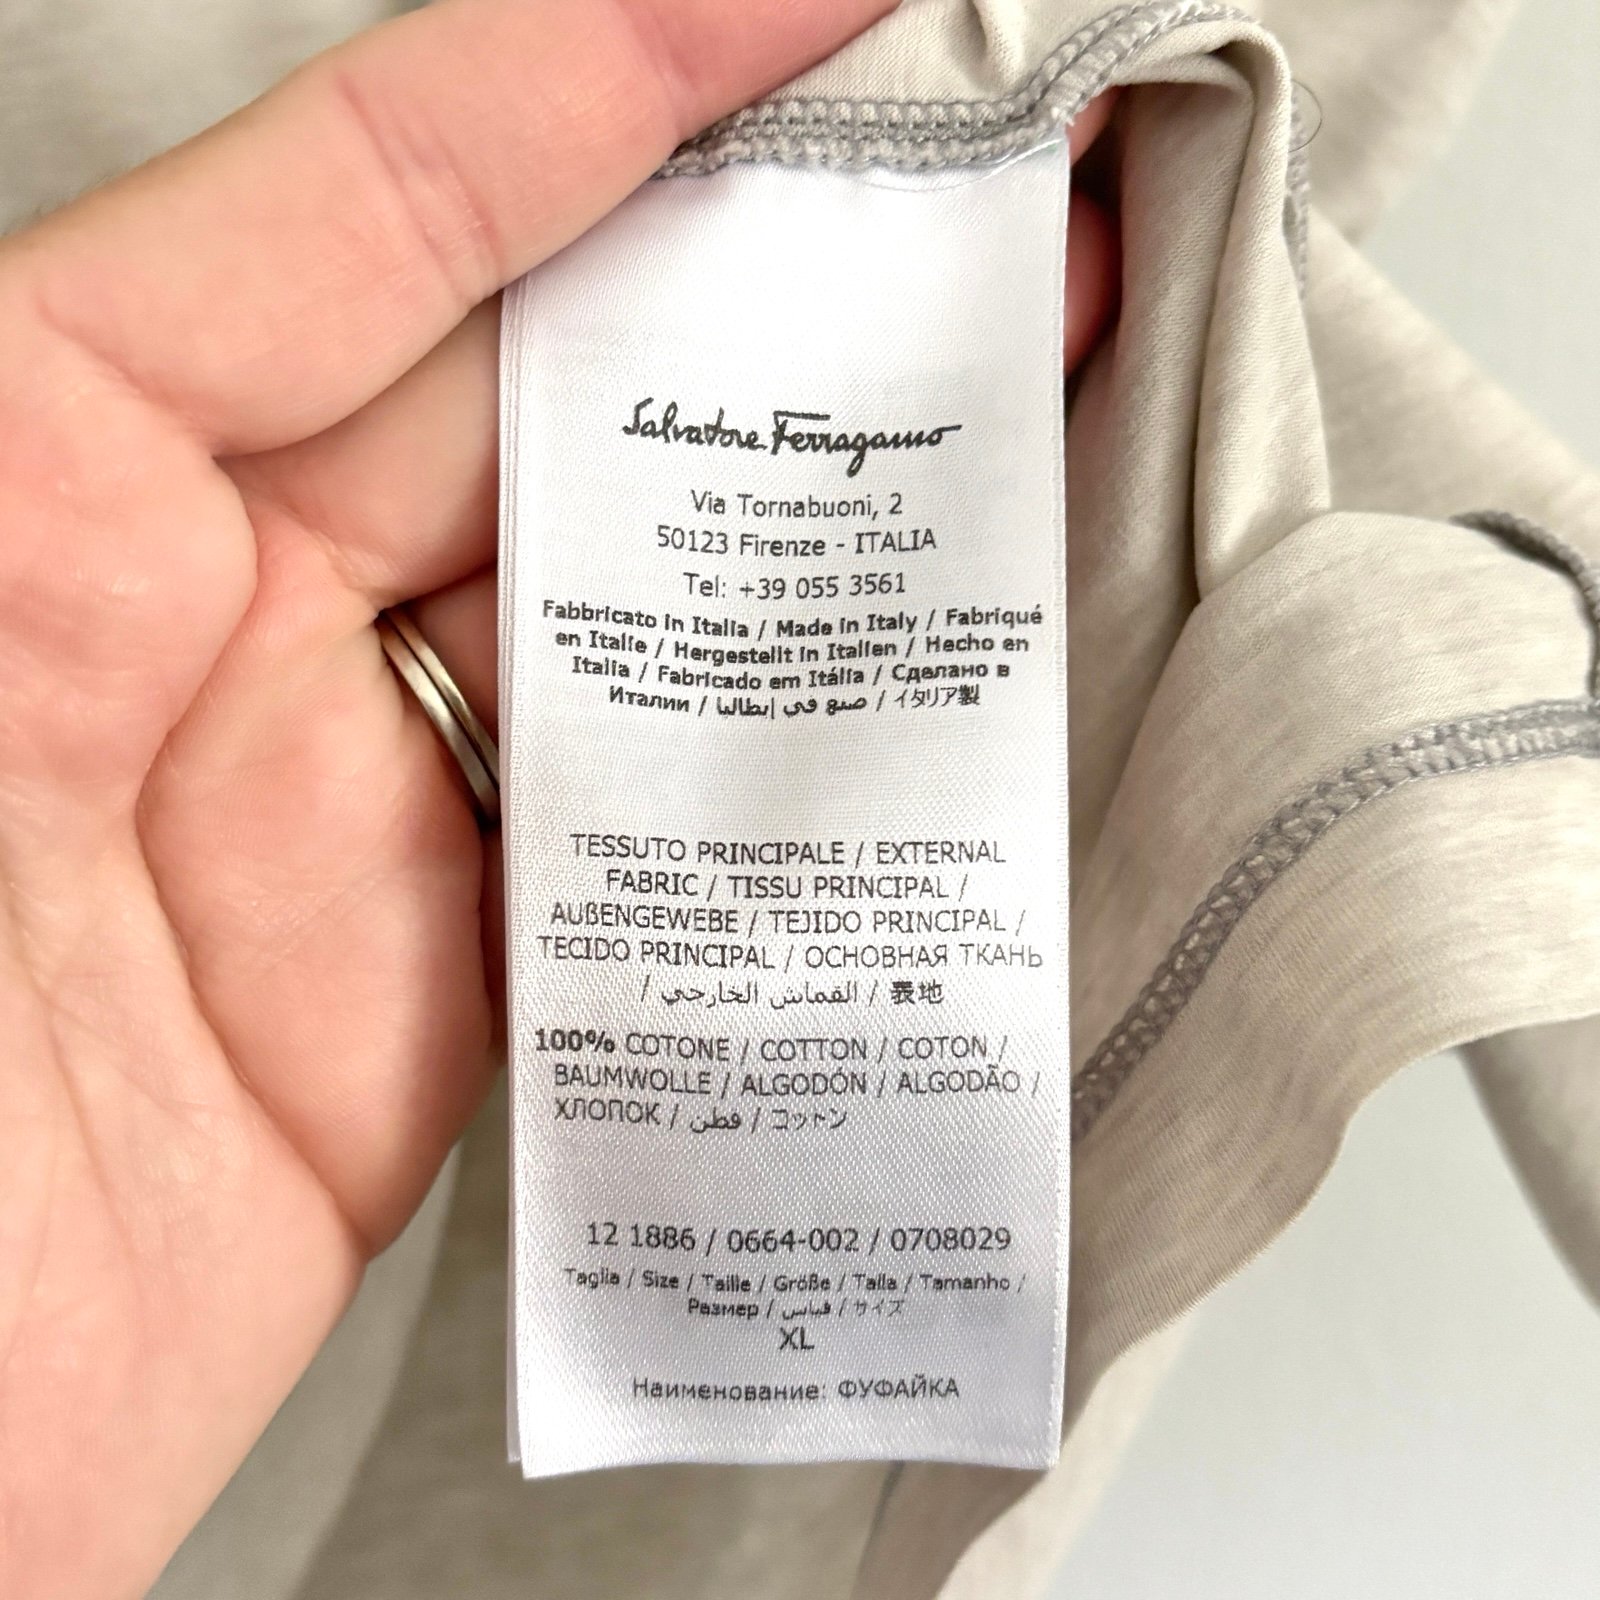 Salvatore Ferragamo
Via Tornabuoni, 2
50123 Firenze - ITALIA
Tel: +39 055 3561
Fabbricato in Italia / Made in Italy / Fabriqué
en Italie / Hergestellt in Italien / Hecho en
Italia / Fabricado em Itália / Сделано в
Италии / صنع في إيطاليا / イタリア製
TESSUTO PRINCIPALE / EXTERNAL
FABRIC / TISSU PRINCIPAL /
AUßENGEWEBE / TEJIDO PRINCIPAL /
TECIDO PRINCIPAL / ОСНОВНАЯ ТКАНЬ
/ القماش الخارجي / 表地
100% COTONE / COTTON / COTON /
BAUMWOLLE / ALGODÓN / ALGODÃO /
ХЛОПОК / قطن / コットン
12 1886 / 0664-002 / 0708029
Taglia / Size / Taille / Größe / Talla / Tamanho /
Размер / قياس / サイズ
XL
Наименование: ФУФАЙКА